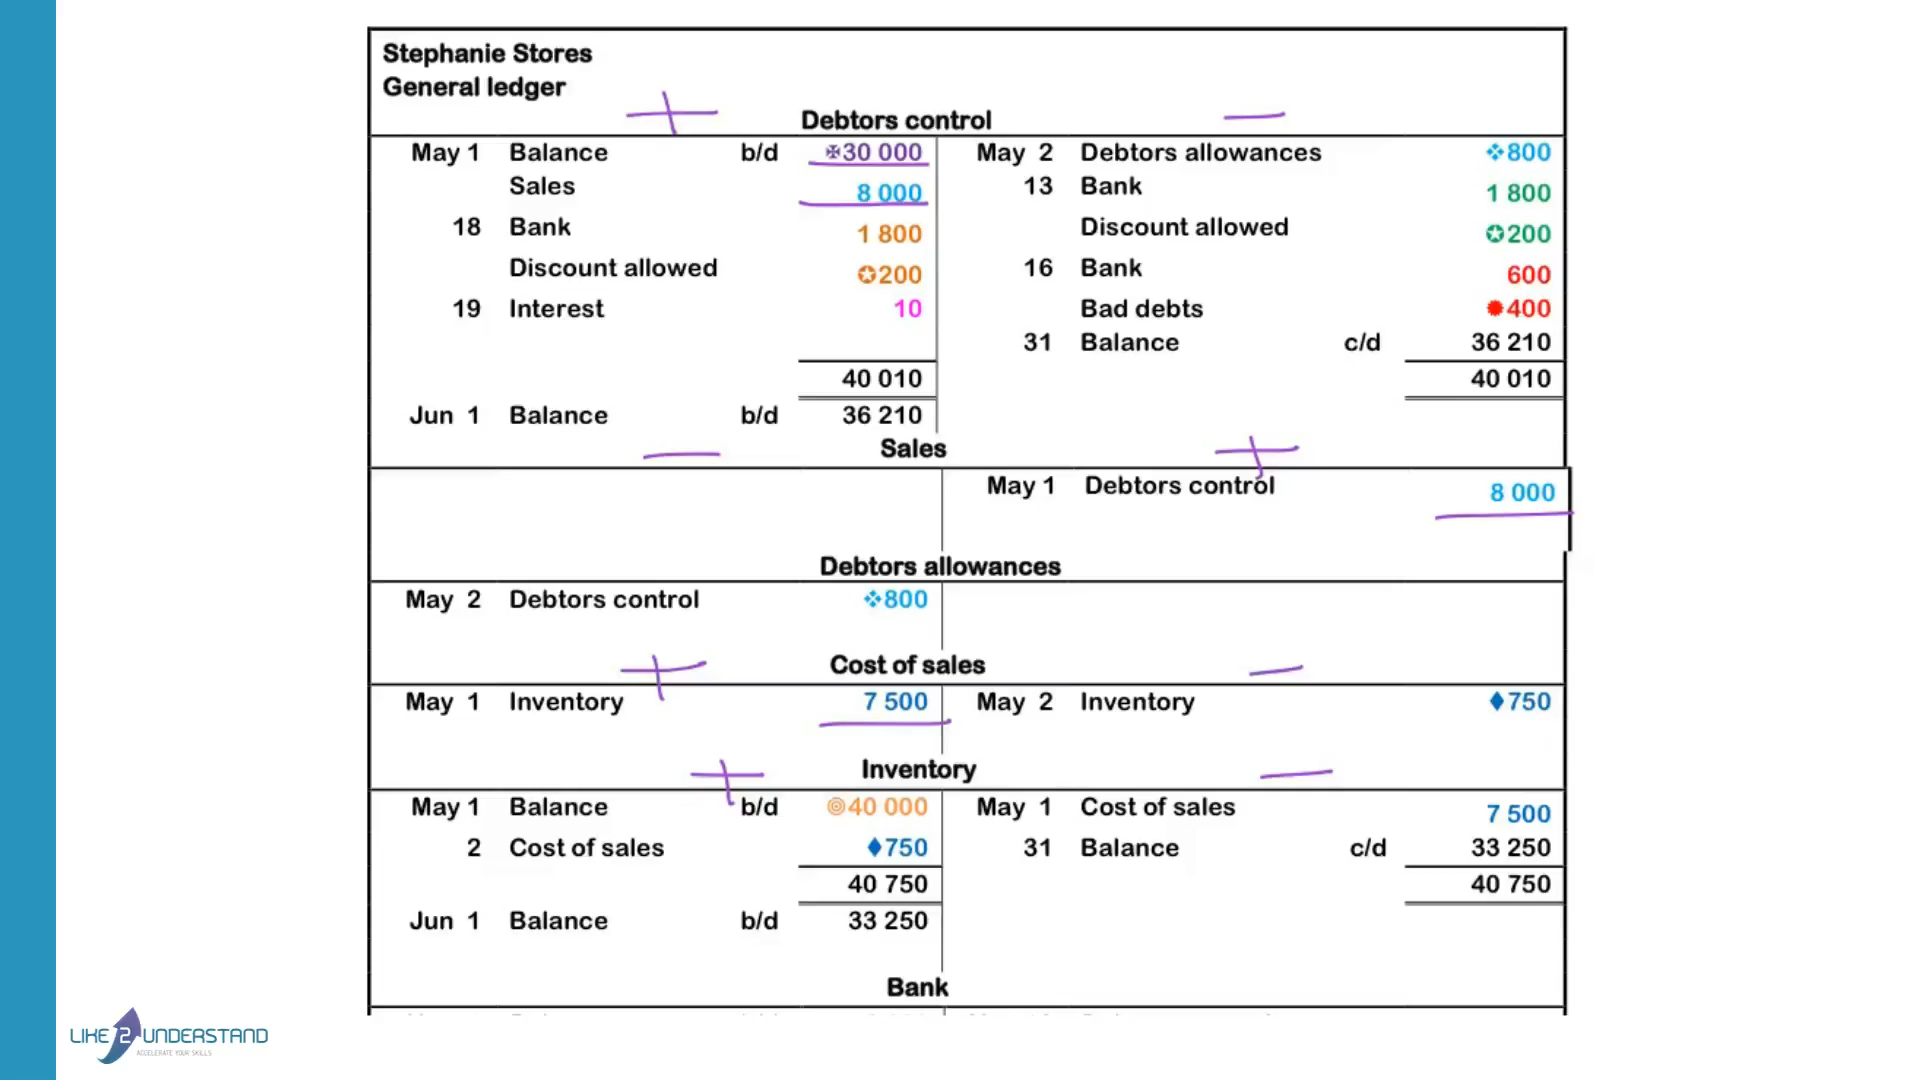 Stephanie Stores
General ledger
Debtors control
May 1 Balance b/d ✠30 000 May 2 Debtors allowances ❖800
Sales 8 000 13 Bank 1 800
18 Bank 1 800 Discount allowed ✪200
Discount allowed ✪200 16 Bank 600
19 Interest 10 Bad debts ✹400
31 Balance c/d 36 210
40 010 40 010
Jun 1 Balance b/d 36 210
Sales
May 1 Debtors control 8 000
Debtors allowances
May 2 Debtors control ❖800
Cost of sales
May 1 Inventory 7 500 May 2 Inventory ♦750
Inventory
May 1 Balance b/d ◎40 000 May 1 Cost of sales 7 500
2 Cost of sales ♦750 31 Balance c/d 33 250
40 750 40 750
Jun 1 Balance b/d 33 250
Bank
LIKE 2 UNDERSTAND
ACCELERATE YOUR SKILLS